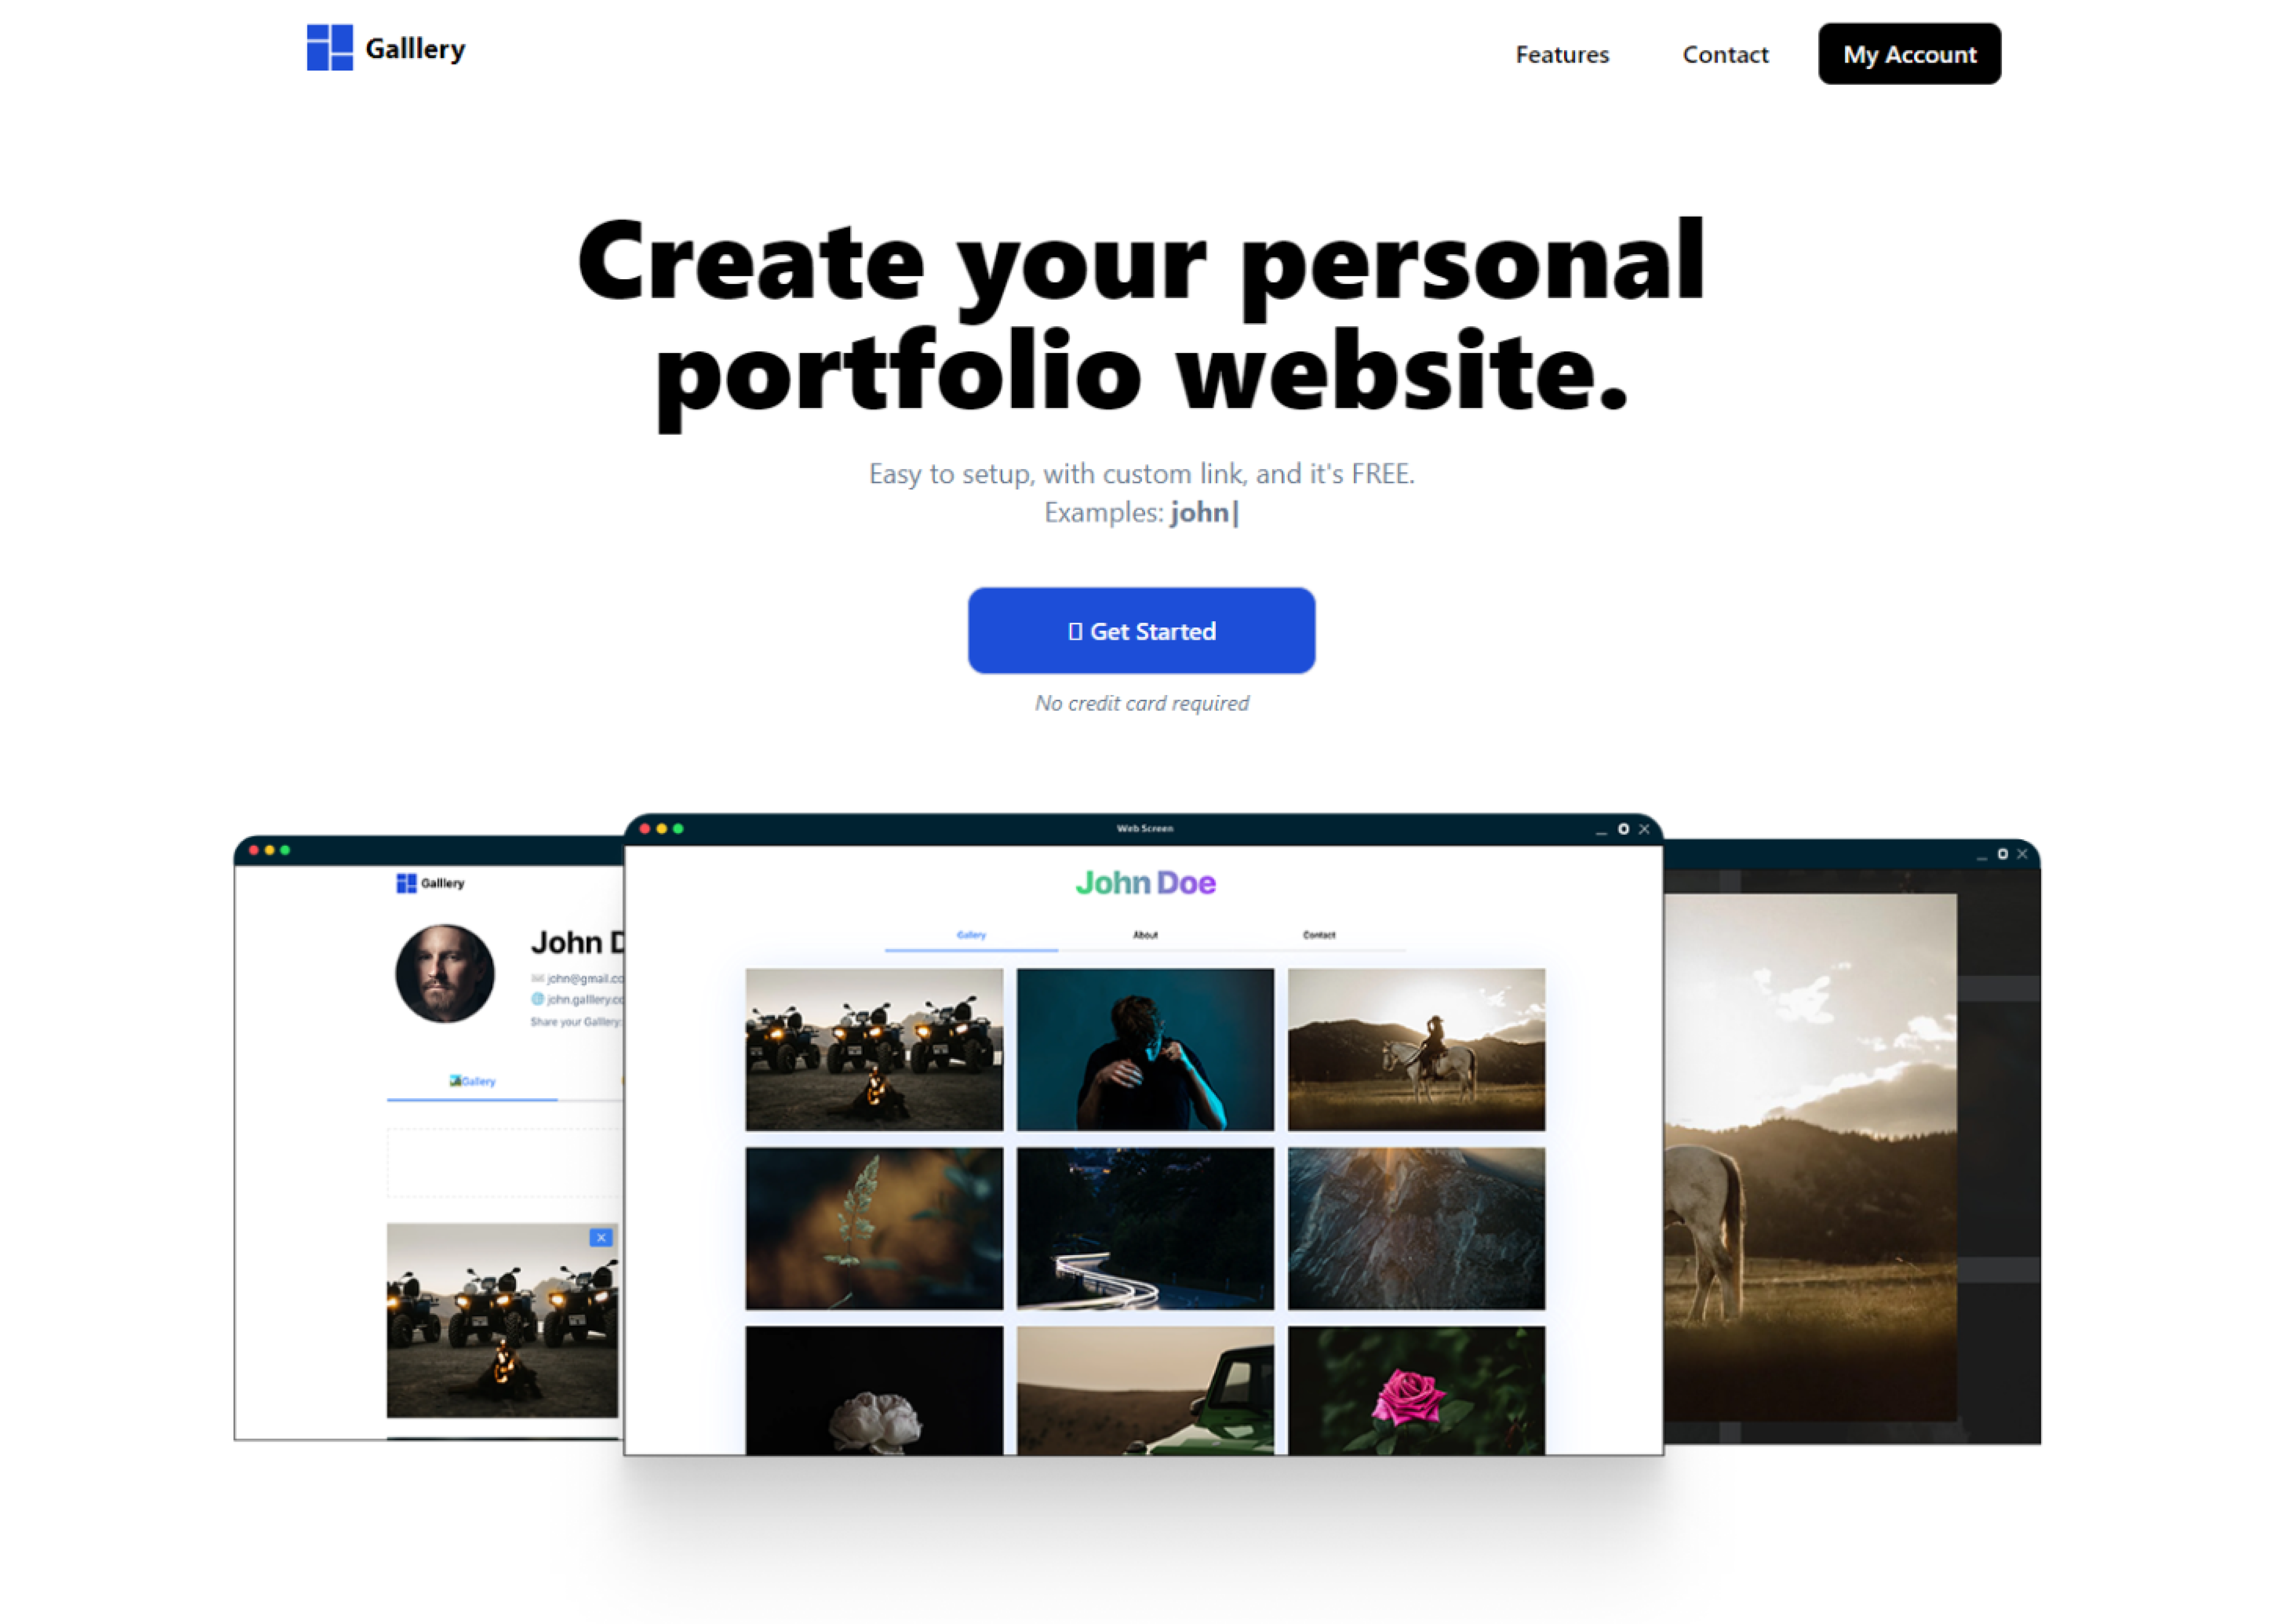 Galllery
Features
Contact
My Account
Create your personal
portfolio website.
Easy to setup, with custom link, and it's FREE.
Examples: john|
Get Started
No credit card required
Web Screen
Galllery
John D
john@gmail.co
john.galllery.co
Share your Galllery:
Gallery
John Doe
Gallery
About
Contact